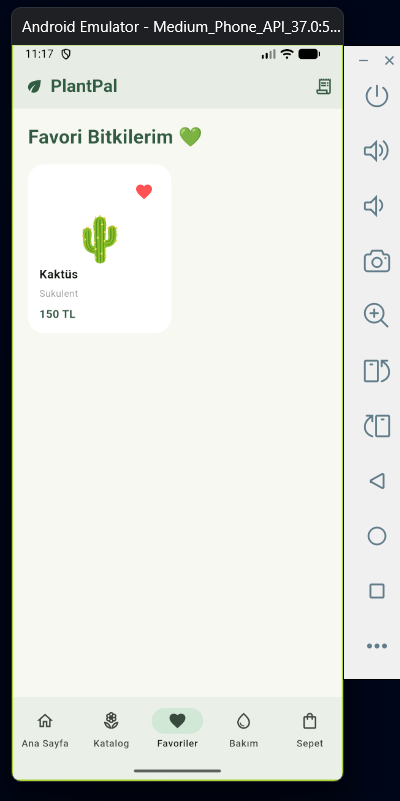 Android Emulator - Medium_Phone_API_37.0:5...
11:17
PlantPal
Favori Bitkilerim 💚
Kaktüs
Sukulent
150 TL
Ana Sayfa
Katalog
Favoriler
Bakım
Sepet